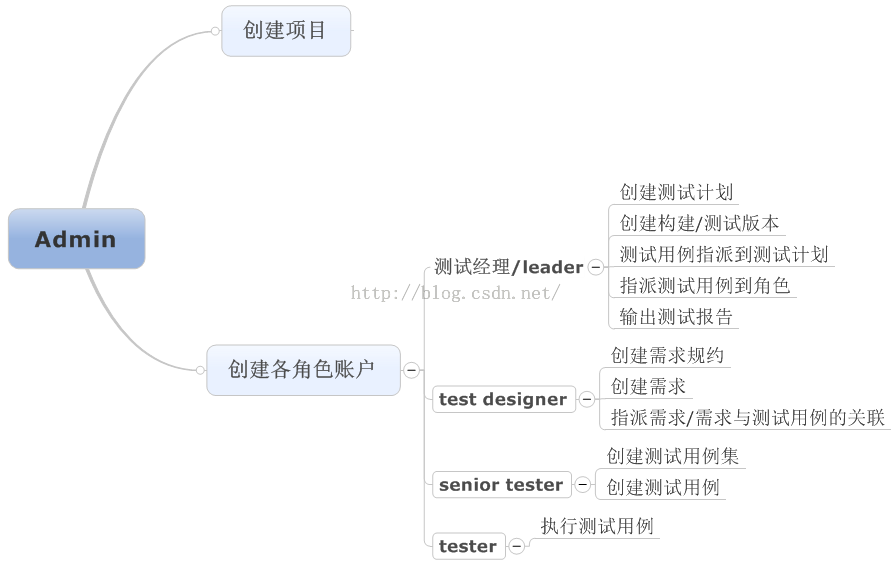 创建项目
Admin
创建各角色账户
测试经理/leader
创建测试计划
创建构建/测试版本
测试用例指派到测试计划
指派测试用例到角色
输出测试报告
http://blog.csdn.net/
test designer
创建需求规约
创建需求
指派需求/需求与测试用例的关联
senior tester
创建测试用例集
创建测试用例
tester
执行测试用例